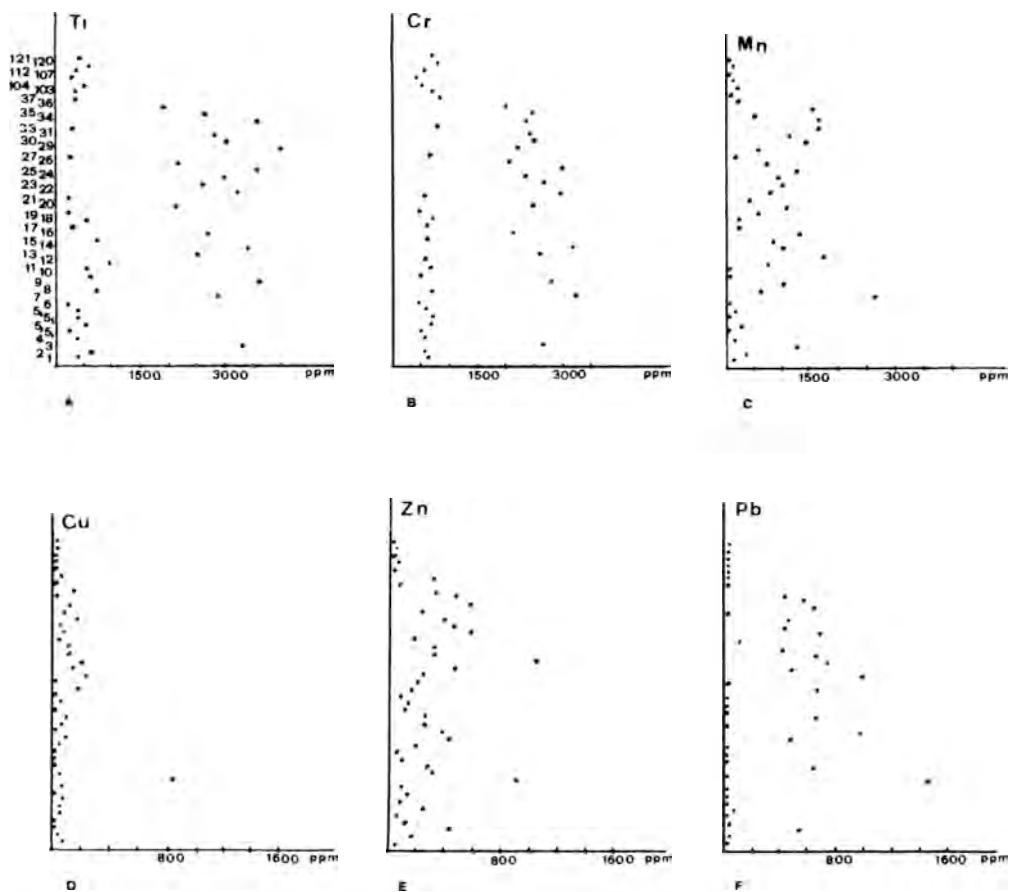 Ti
121 120
112 107
104 103
37 36
35 34
33 31
30 29
27 26
25 24
23 22
21 20
19 18
17 16
15 14
13 12
11 10
9 8
7 6
4 3
2 1
1500 3000 ppm
A
Cr
1500 3000 ppm
B
Mn
1500 3000 ppm
C
Cu
800 1600 ppm
D
Zn
800 1600 ppm
E
Pb
800 1600 ppm
F